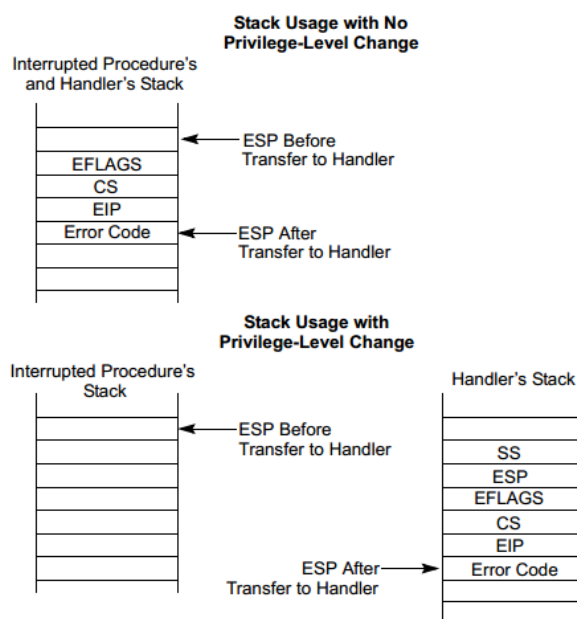 Stack Usage with No
Privilege-Level Change
Interrupted Procedure's
and Handler's Stack
ESP Before
Transfer to Handler
EFLAGS
CS
EIP
Error Code
ESP After
Transfer to Handler
Stack Usage with
Privilege-Level Change
Interrupted Procedure's
Stack
Handler's Stack
ESP Before
Transfer to Handler
SS
ESP
EFLAGS
CS
EIP
ESP After
Transfer to Handler
Error Code